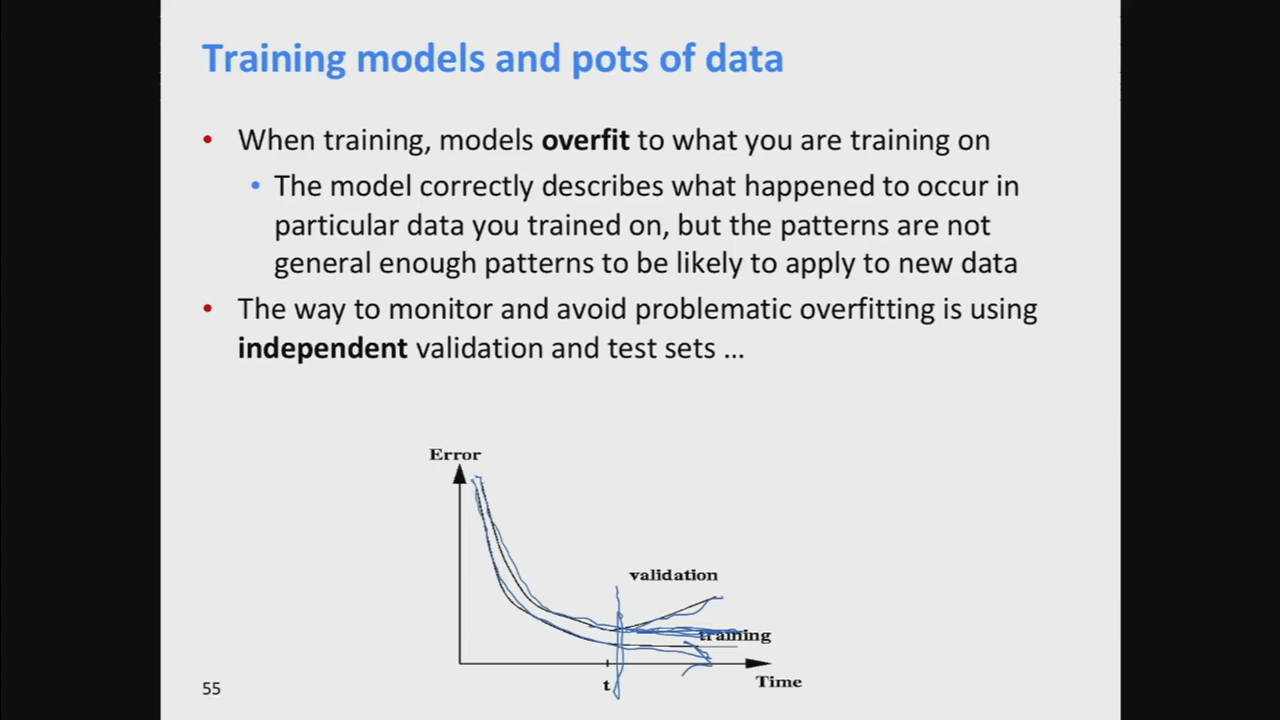 Training models and pots of data
• When training, models overfit to what you are training on
• The model correctly describes what happened to occur in
particular data you trained on, but the patterns are not
general enough patterns to be likely to apply to new data
• The way to monitor and avoid problematic overfitting is using
independent validation and test sets …
Error
validation
training
t
Time
55